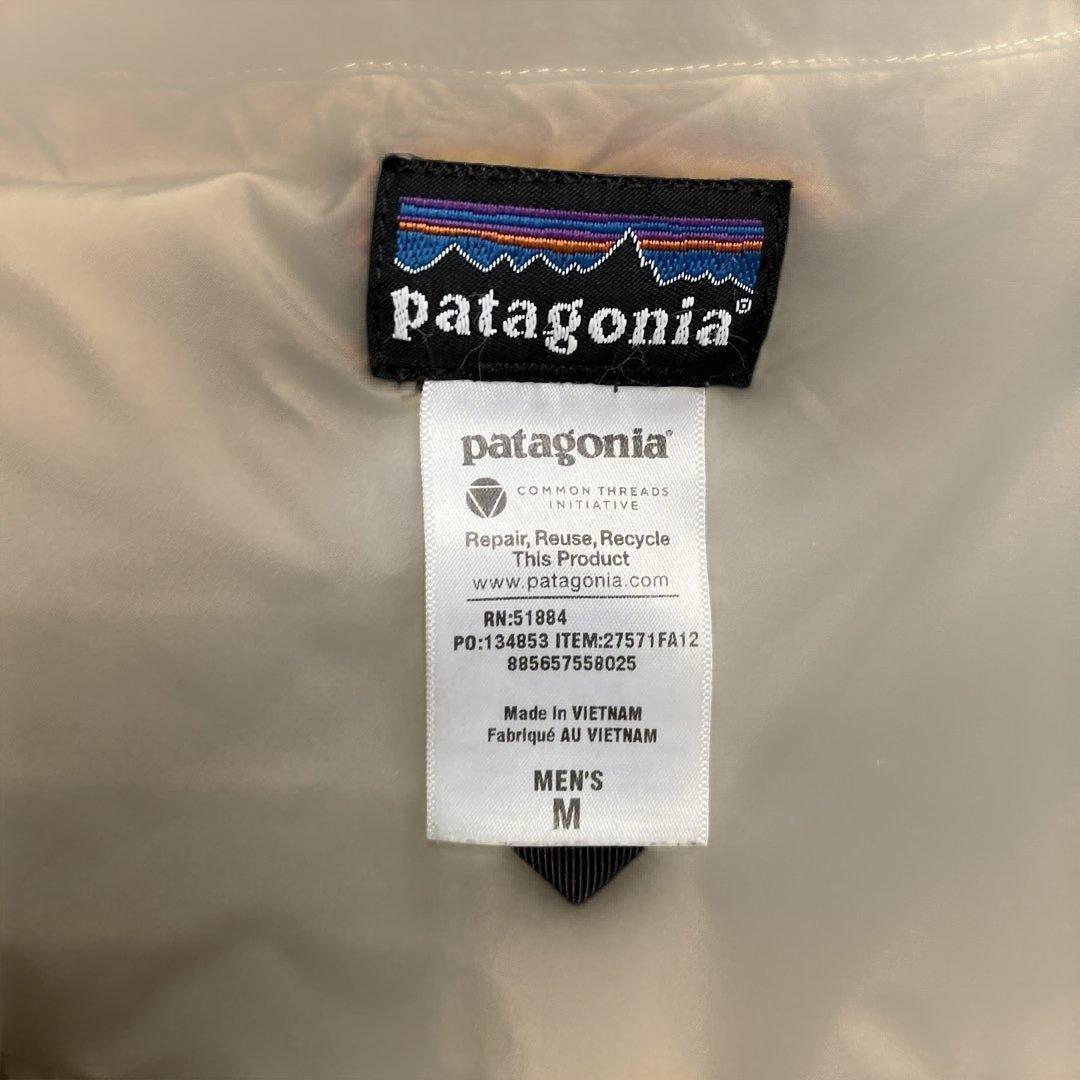 patagonia®
patagonia®
COMMON THREADS
INITIATIVE
Repair, Reuse, Recycle
This Product
www.patagonia.com
RN:51884
PO:134853 ITEM:27571FA12
885657558025
Made In VIETNAM
Fabriqué AU VIETNAM
MEN'S
M